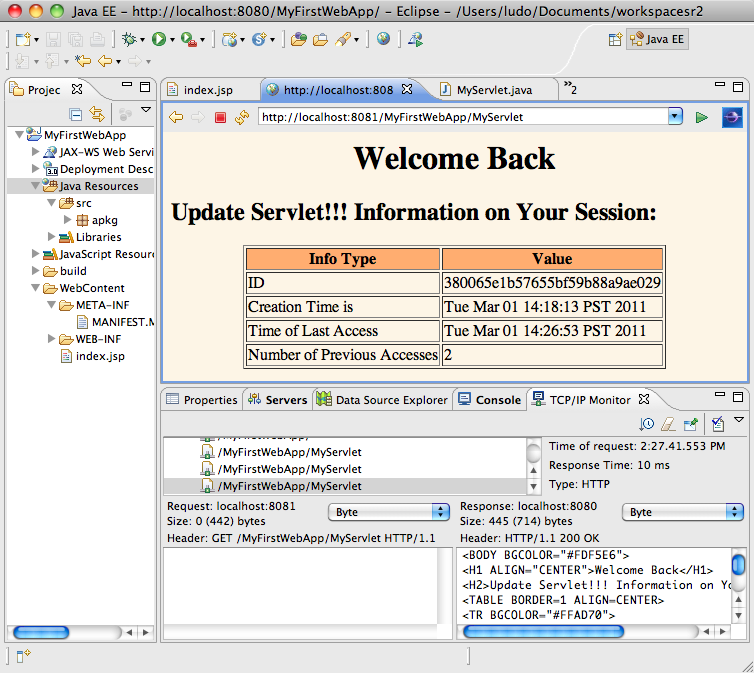 Java EE - http://localhost:8080/MyFirstWebApp/ - Eclipse - /Users/ludo/Documents/workspacesr2
Java EE
Projec
index.jsp
http://localhost:808
MyServlet.java
»2
http://localhost:8081/MyFirstWebApp/MyServlet
MyFirstWebApp
JAX-WS Web Servi
Deployment Desc
Java Resources
src
apkg
Libraries
JavaScript Resour
build
WebContent
META-INF
MANIFEST.M
WEB-INF
index.jsp
Welcome Back
Update Servlet!!! Information on Your Session:
Info Type Value
ID 380065e1b57655bf59b88a9ae029
Creation Time is Tue Mar 01 14:18:13 PST 2011
Time of Last Access Tue Mar 01 14:26:53 PST 2011
Number of Previous Accesses 2
Properties Servers Data Source Explorer Console TCP/IP Monitor
/MyFirstWebApp/
/MyFirstWebApp/MyServlet
/MyFirstWebApp/MyServlet
/MyFirstWebApp/MyServlet
Time of request: 2:27.41.553 PM
Response Time: 10 ms
Type: HTTP
Request: localhost:8081
Size: 0 (442) bytes
Byte
Header: GET /MyFirstWebApp/MyServlet HTTP/1.1
Response: localhost:8080
Size: 445 (714) bytes
Byte
Header: HTTP/1.1 200 OK
<BODY BGCOLOR="#FDF5E6">
<H1 ALIGN="CENTER">Welcome Back</H1>
<H2>Update Servlet!!! Information on Yo
<TABLE BORDER=1 ALIGN=CENTER>
<TR BGCOLOR="#FFAD70">